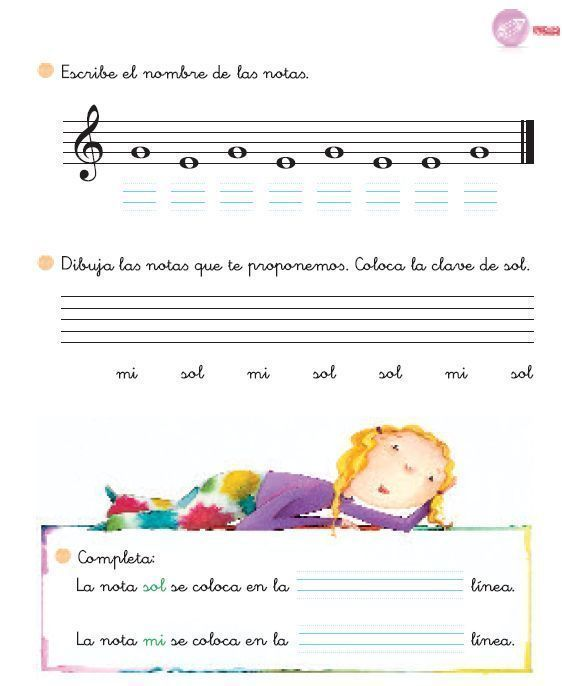 Escribe el nombre de las notas.
Dibuja las notas que te proponemos. Coloca la clave de sol.
mi sol mi sol sol mi sol
Completa:
La nota sol se coloca en la línea.
La nota mi se coloca en la línea.